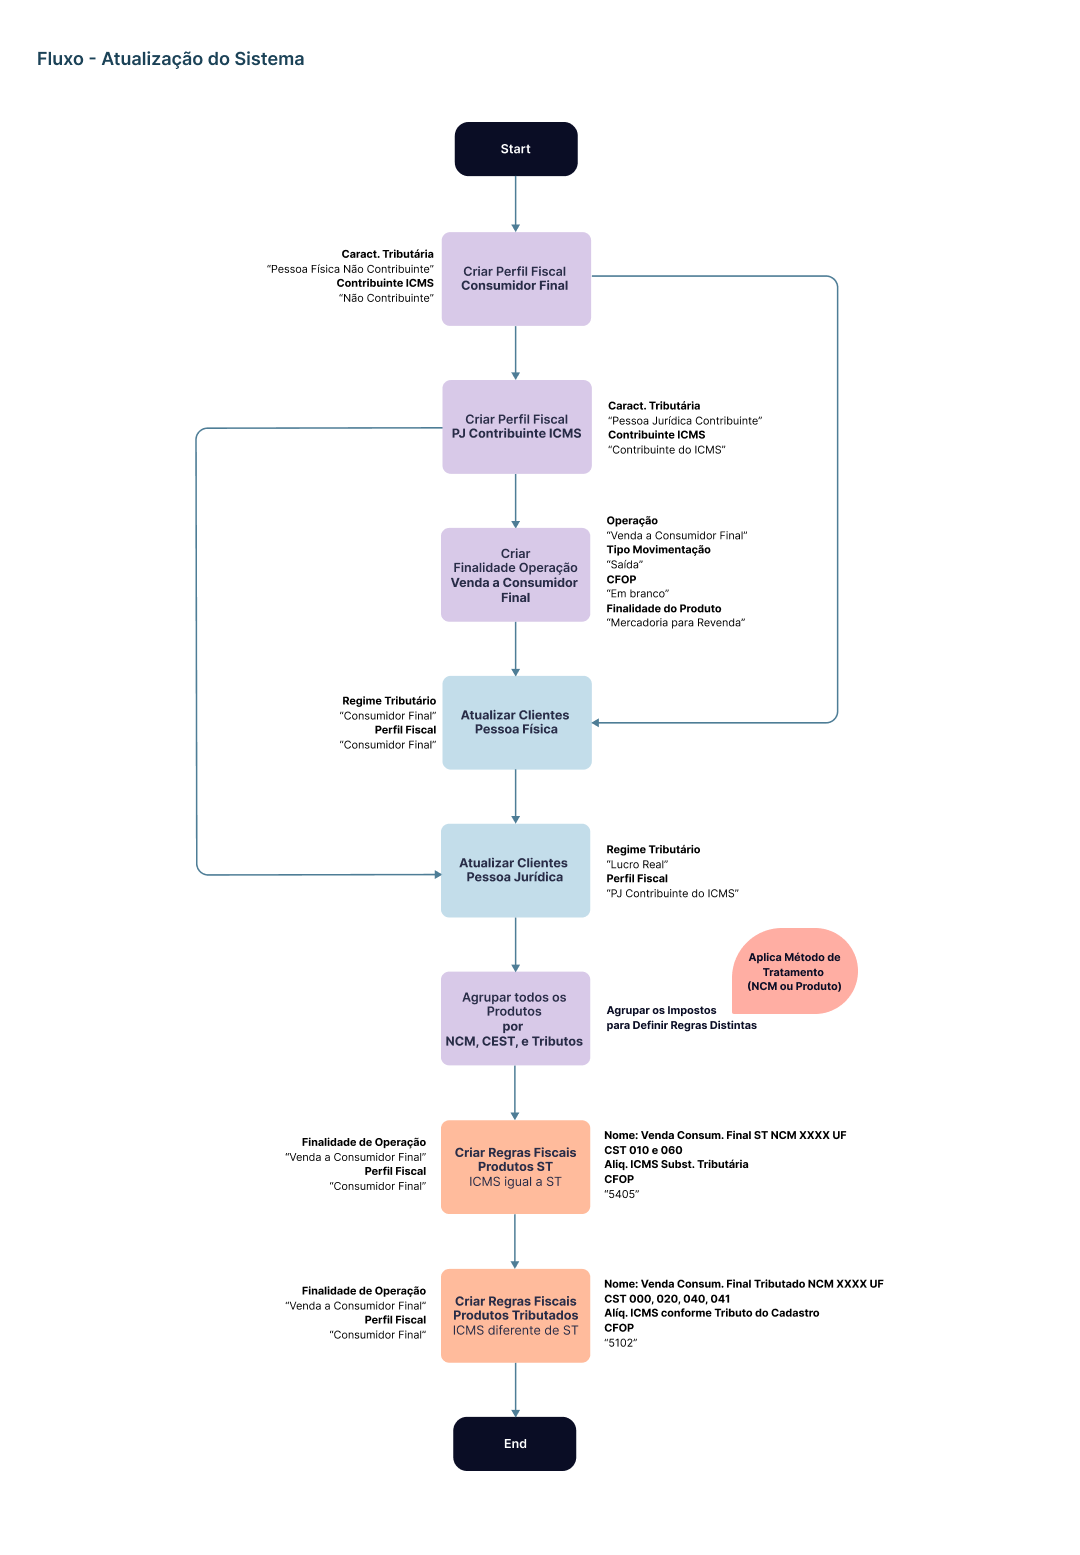 Fluxo - Atualização do Sistema
Start
Caract. Tributária
“Pessoa Física Não Contribuinte”
Contribuinte ICMS
“Não Contribuinte”
Criar Perfil Fiscal
Consumidor Final
Criar Perfil Fiscal
PJ Contribuinte ICMS
Caract. Tributária
“Pessoa Jurídica Contribuinte”
Contribuinte ICMS
“Contribuinte do ICMS”
Criar
Finalidade Operação
Venda a Consumidor
Final
Operação
“Venda a Consumidor Final”
Tipo Movimentação
“Saída”
CFOP
“Em branco”
Finalidade do Produto
“Mercadoria para Revenda”
Regime Tributário
“Consumidor Final”
Perfil Fiscal
“Consumidor Final”
Atualizar Clientes
Pessoa Física
Atualizar Clientes
Pessoa Jurídica
Regime Tributário
“Lucro Real”
Perfil Fiscal
“PJ Contribuinte do ICMS”
Aplica Método de
Tratamento
(NCM ou Produto)
Agrupar todos os
Produtos
por
NCM, CEST, e Tributos
Agrupar os Impostos
para Definir Regras Distintas
Finalidade de Operação
“Venda a Consumidor Final”
Perfil Fiscal
“Consumidor Final”
Criar Regras Fiscais
Produtos ST
ICMS igual a ST
Nome: Venda Consum. Final ST NCM XXXX UF
CST 010 e 060
Aliq. ICMS Subst. Tributária
CFOP
“5405”
Finalidade de Operação
“Venda a Consumidor Final”
Perfil Fiscal
“Consumidor Final”
Criar Regras Fiscais
Produtos Tributados
ICMS diferente de ST
Nome: Venda Consum. Final Tributado NCM XXXX UF
CST 000, 020, 040, 041
Alíq. ICMS conforme Tributo do Cadastro
CFOP
“5102”
End